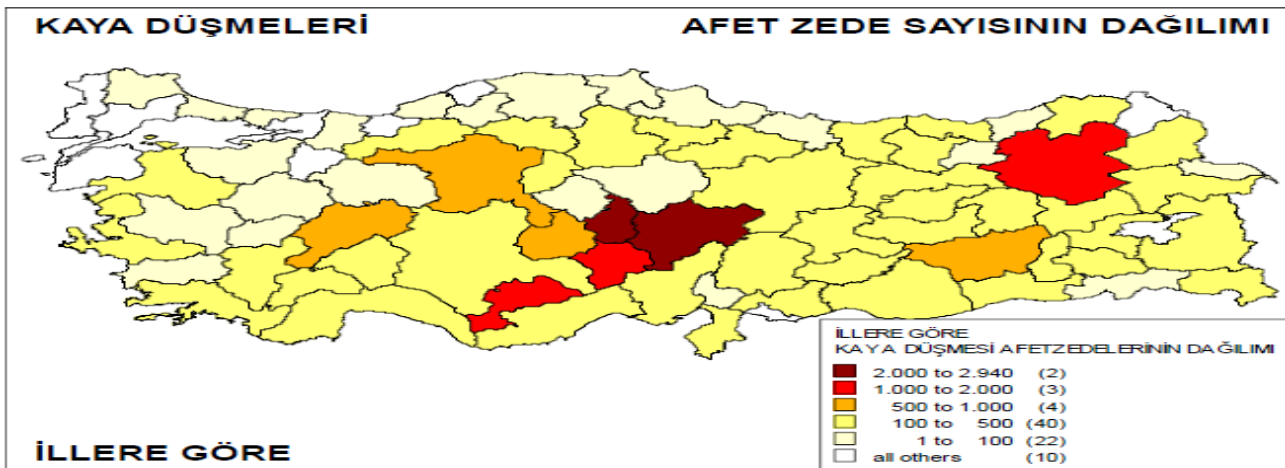 KAYA DÜŞMELERİ
AFET ZEDE SAYISININ DAĞILIMI
İLLERE GÖRE
KAYA DÜŞMESİ AFETZEDELERİNİN DAĞILIMI
2.000 to 2.940 (2)
1.000 to 2.000 (3)
500 to 1.000 (4)
100 to 500 (40)
1 to 100 (22)
all others (10)
İLLERE GÖRE